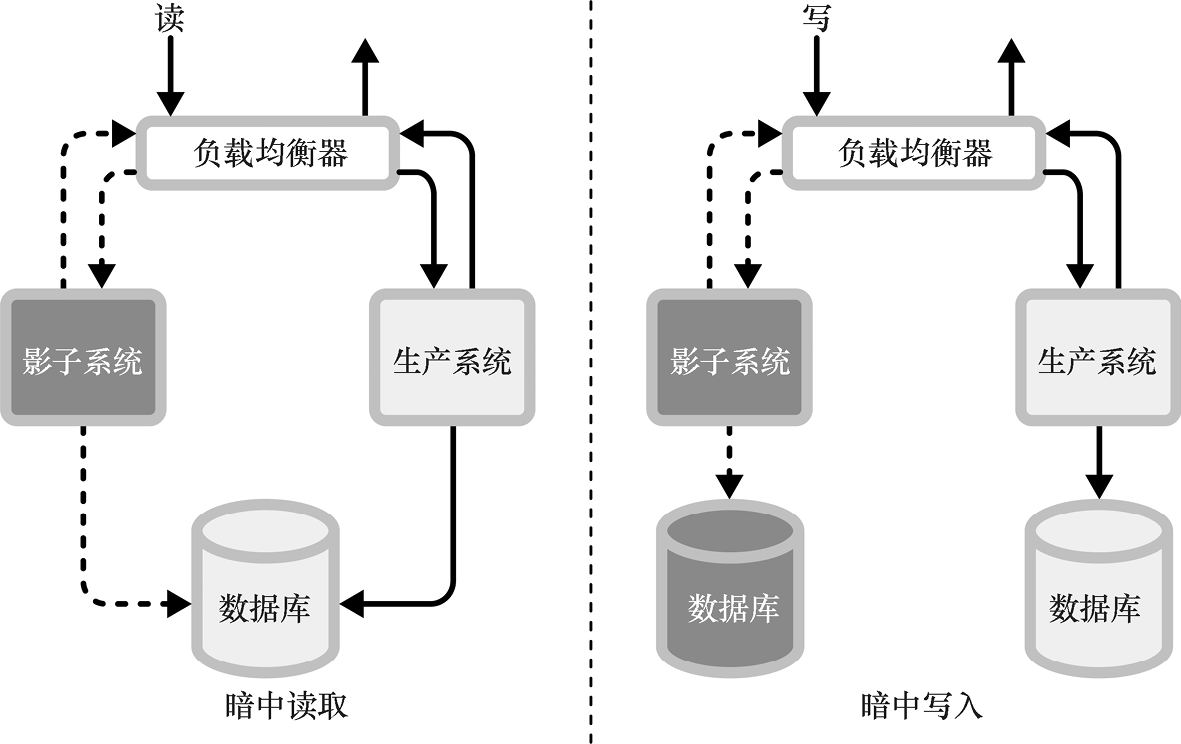 读
负载均衡器
影子系统
生产系统
数据库
暗中读取
写
负载均衡器
影子系统
生产系统
数据库
数据库
暗中写入